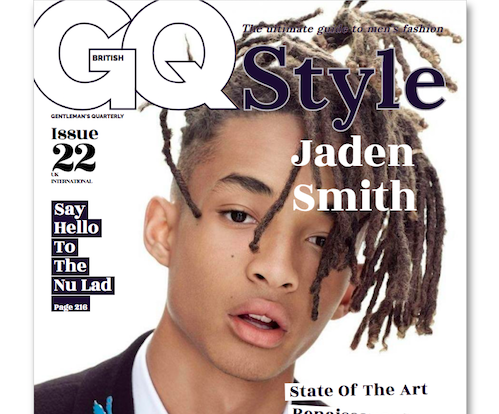 The ultimate guide to men's fashion
GQ
BRITISH
Style
GENTLEMAN'S QUARTERLY
Issue
22
UK
INTERNATIONAL
Jaden
Smith
Say
Hello
To
The
Nu Lad
Page 216
State Of The Art